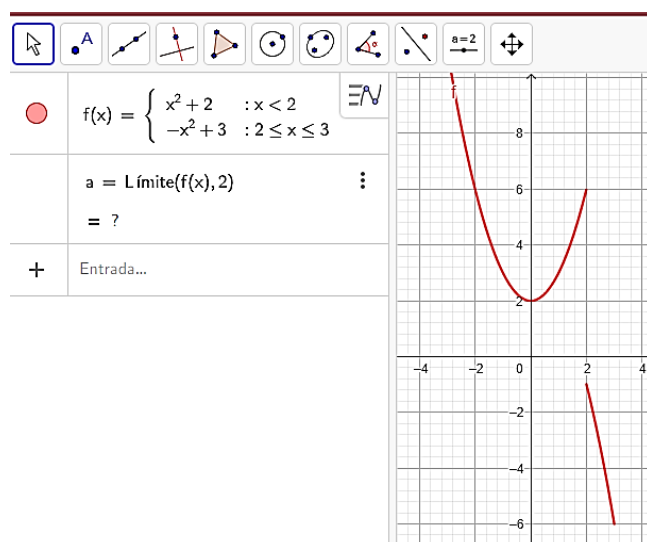 A
a=2
f(x) = { x² + 2 : x < 2
−x² + 3 : 2 ≤ x ≤ 3
a = Límite(f(x), 2)
= ?
+ Entrada...
f
8
6
4
2
−4 −2 0 2 4
−2
−4
−6